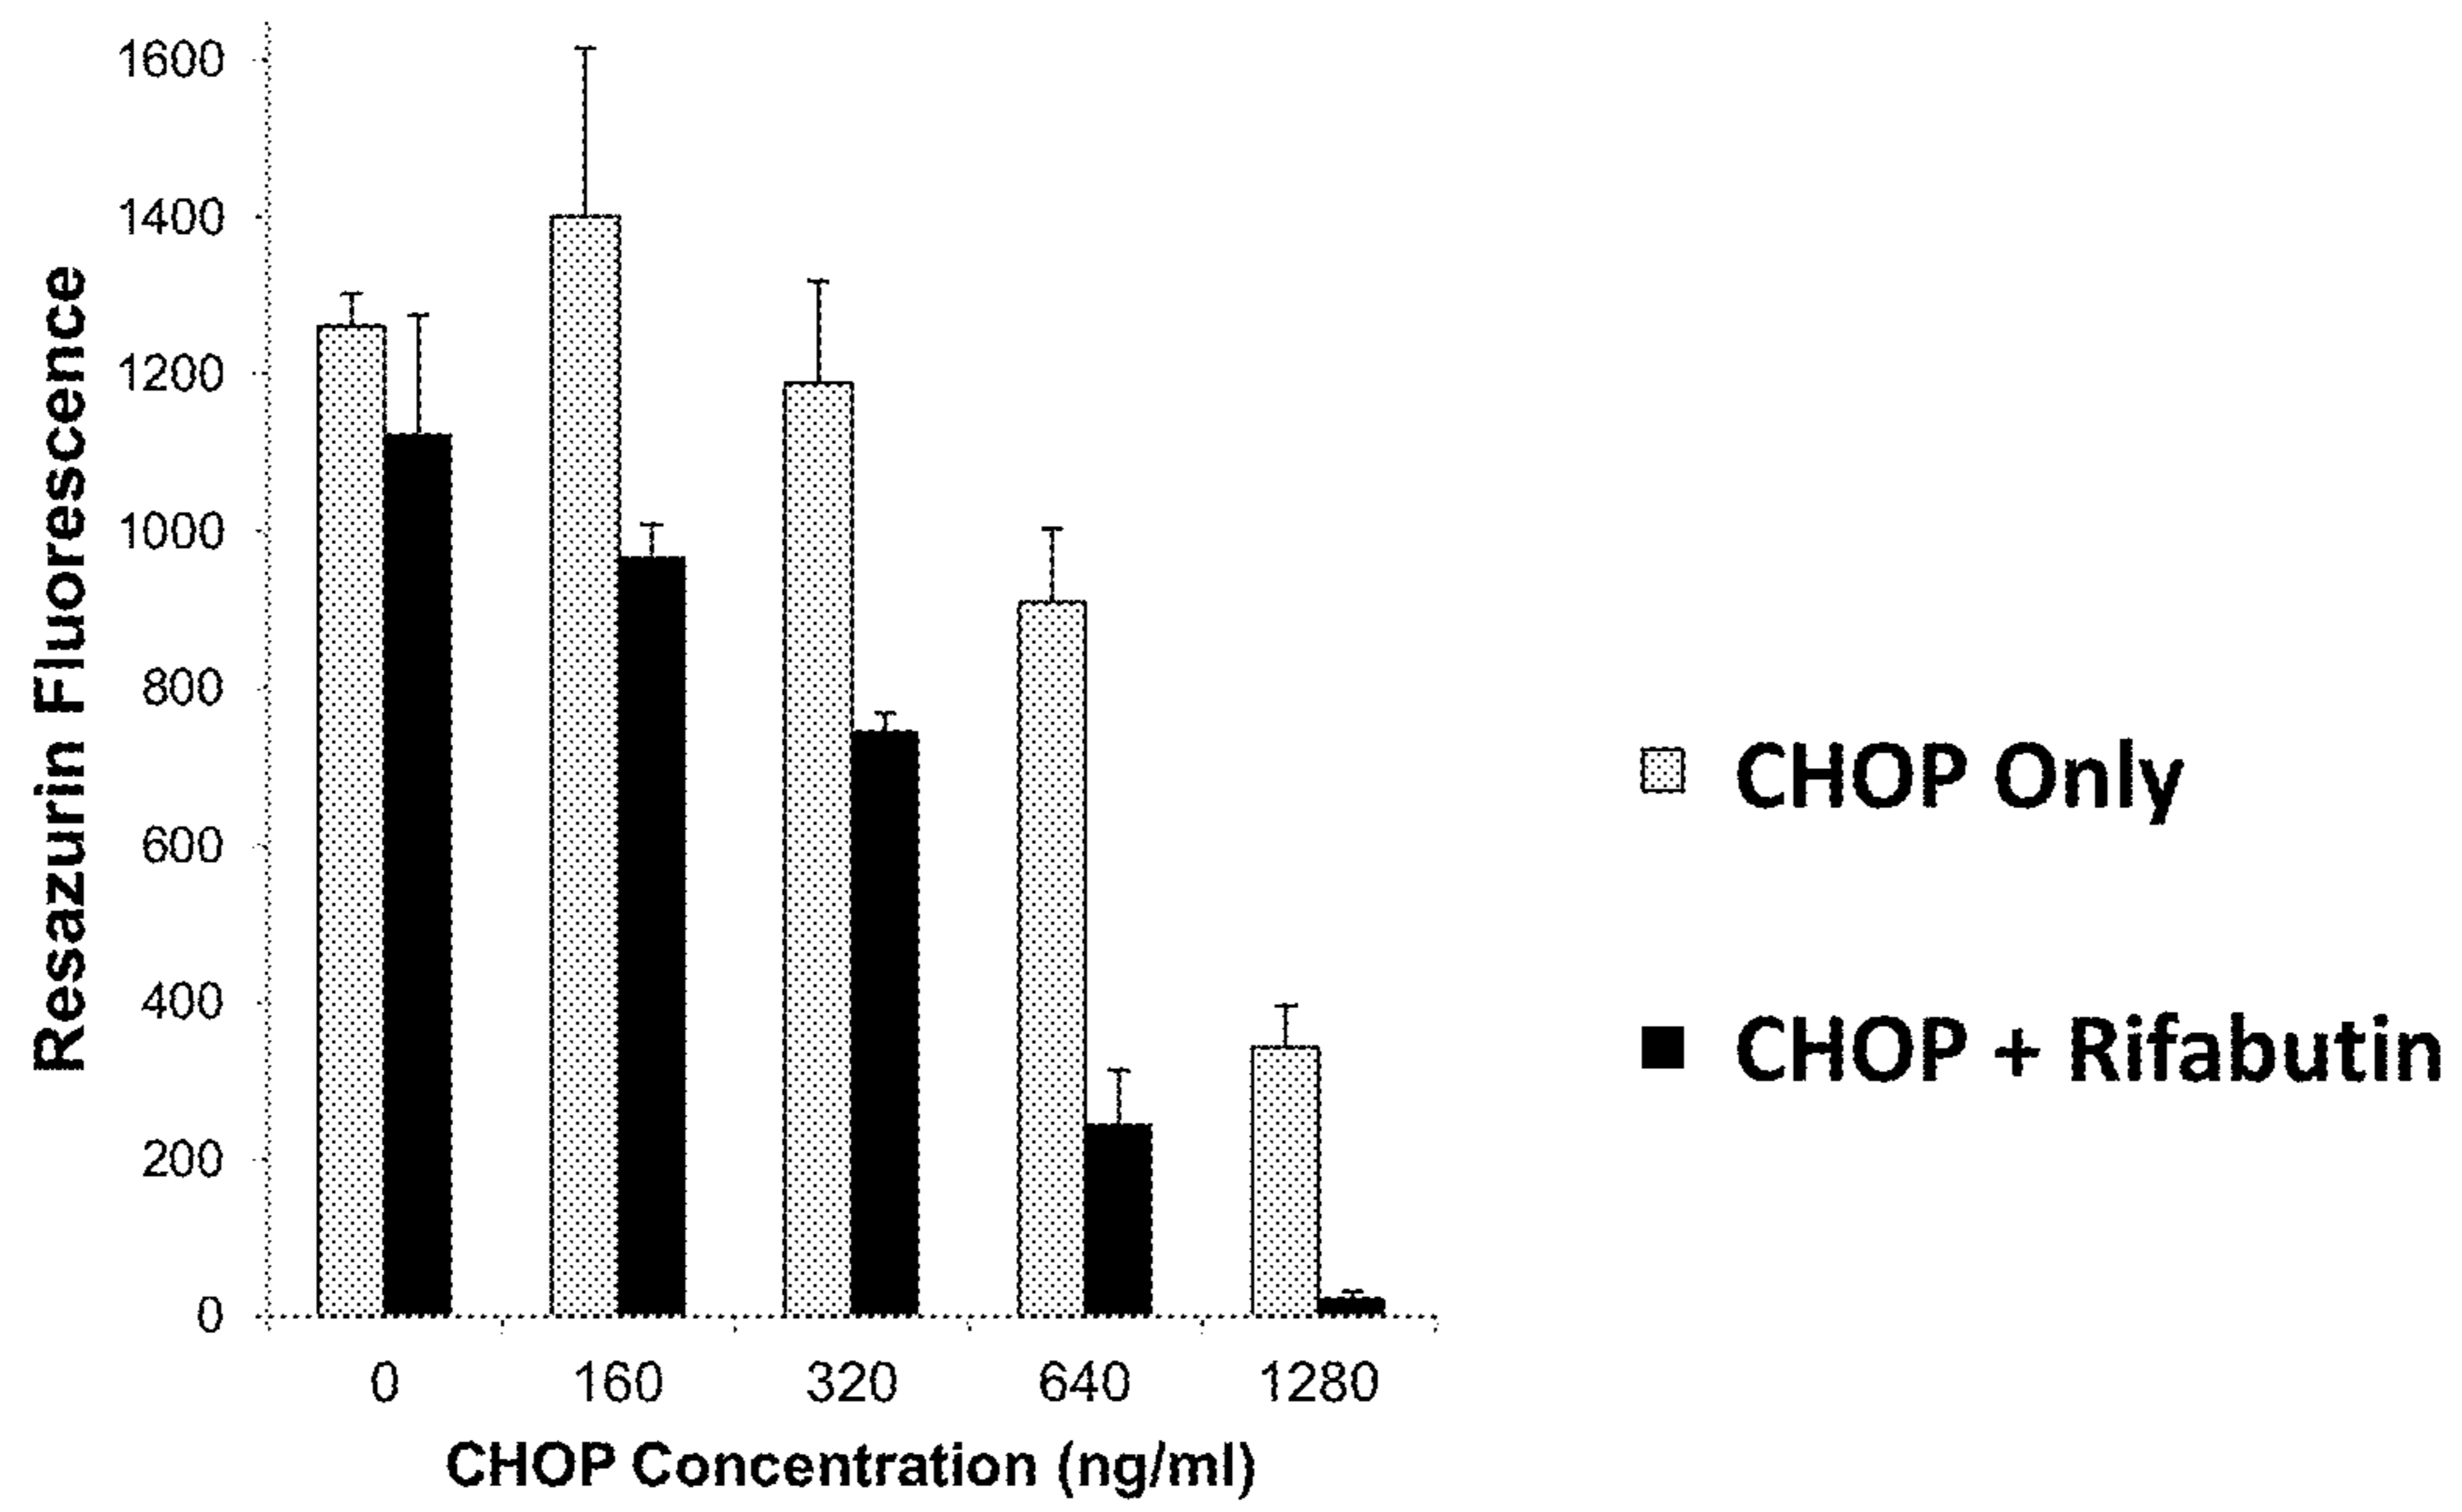 Resazurin Fluorescence
1600
1400
1200
1000
800
600
400
200
0
0 160 320 640 1280
CHOP Concentration (ng/ml)
CHOP Only
CHOP + Rifabutin